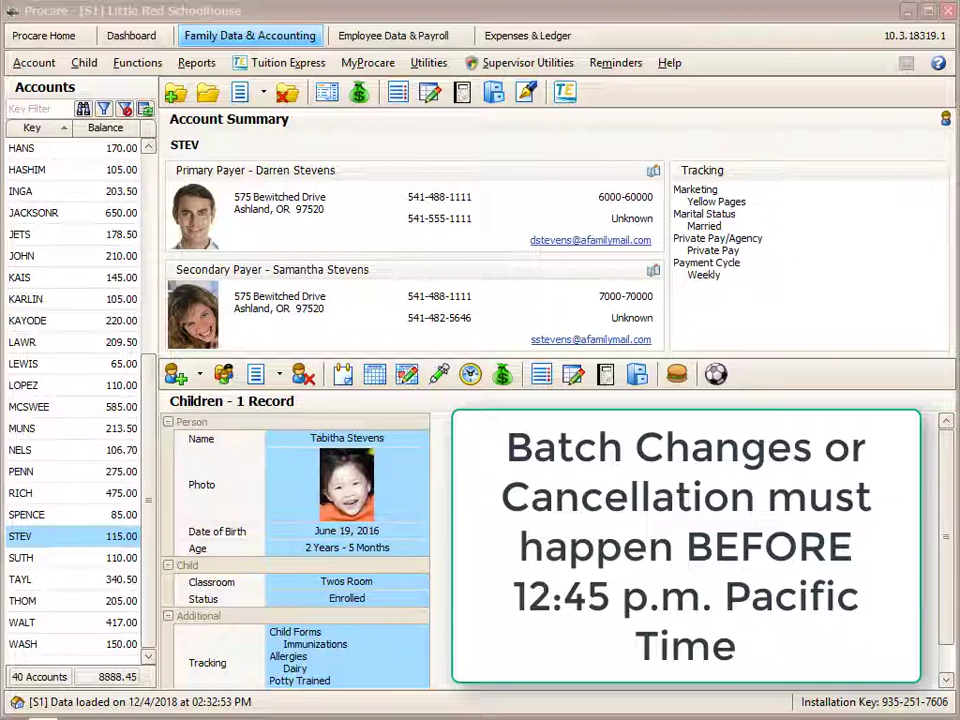 Procare - [S1] Little Red Schoolhouse
Procare Home
Dashboard
Family Data & Accounting
Employee Data & Payroll
Expenses & Ledger
10.3.18319.1
Account
Child
Functions
Reports
TE
Tuition Express
MyProcare
Utilities
Supervisor Utilities
Reminders
Help
?
Accounts
Key Filter
Key
Balance
HANS 170.00
HASHIM 105.00
INGA 203.50
JACKSONR 650.00
JETS 178.50
JOHN 210.00
KAIS 145.00
KARLIN 105.00
KAYODE 220.00
LAWR 209.50
LEWIS 65.00
LOPEZ 110.00
MCSWEE 585.00
MUNS 213.50
NELS 106.70
PENN 275.00
RICH 475.00
SPENCE 85.00
STEV 115.00
SUTH 110.00
TAYL 340.50
THOM 205.00
WALT 417.00
WASH 150.00
40 Accounts 8888.45
TE
Account Summary
STEV
Primary Payer - Darren Stevens
575 Bewitched Drive
Ashland, OR 97520
541-488-1111
541-555-1111
6000-60000
Unknown
dstevens@afamilymail.com
Secondary Payer - Samantha Stevens
575 Bewitched Drive
Ashland, OR 97520
541-488-1111
541-482-5646
7000-70000
Unknown
sstevens@afamilymail.com
Tracking
Marketing
Yellow Pages
Marital Status
Married
Private Pay/Agency
Private Pay
Payment Cycle
Weekly
Children - 1 Record
Person
Name Tabitha Stevens
Photo
Date of Birth June 19, 2016
Age 2 Years - 5 Months
Child
Classroom Twos Room
Status Enrolled
Additional
Tracking
Child Forms
Immunizations
Allergies
Dairy
Potty Trained
Batch Changes or
Cancellation must
happen BEFORE
12:45 p.m. Pacific
Time
[S1] Data loaded on 12/4/2018 at 02:32:53 PM
Installation Key: 935-251-7606